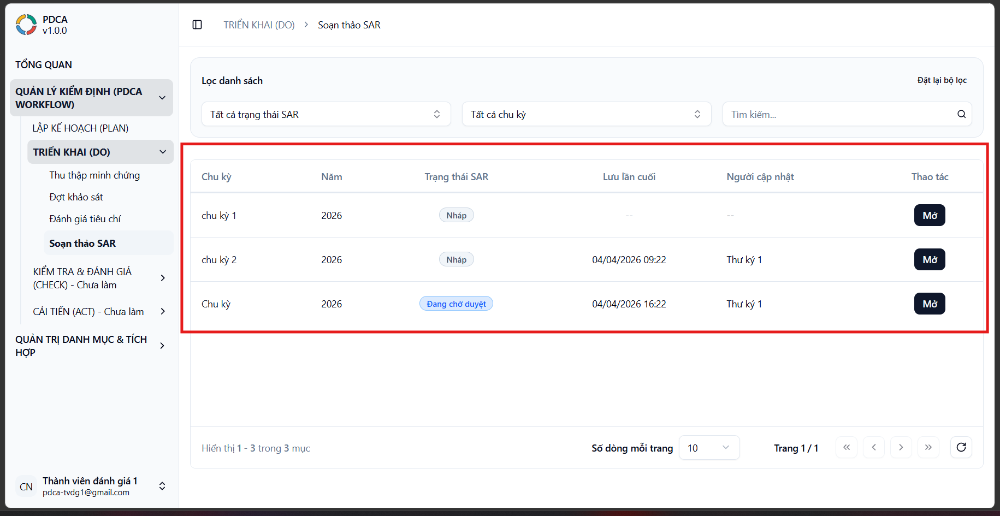 PDCA
v1.0.0
TỔNG QUAN
QUẢN LÝ KIỂM ĐỊNH (PDCA
WORKFLOW)
LẬP KẾ HOẠCH (PLAN)
TRIỂN KHAI (DO)
Thu thập minh chứng
Đợt khảo sát
Đánh giá tiêu chí
Soạn thảo SAR
KIỂM TRA & ĐÁNH GIÁ
(CHECK) - Chưa làm
CẢI TIẾN (ACT) - Chưa làm
QUẢN TRỊ DANH MỤC & TÍCH
HỢP
CN
Thành viên đánh giá 1
pdca-tvdg1@gmail.com
TRIỂN KHAI (DO) > Soạn thảo SAR
Lọc danh sách
Đặt lại bộ lọc
Tất cả trạng thái SAR
Tất cả chu kỳ
Tìm kiếm...
Chu kỳ Năm Trạng thái SAR Lưu lần cuối Người cập nhật Thao tác
chu kỳ 1 2026 Nháp -- -- Mở
chu kỳ 2 2026 Nháp 04/04/2026 09:22 Thư ký 1 Mở
Chu kỳ 2026 Đang chờ duyệt 04/04/2026 16:22 Thư ký 1 Mở
Hiển thị 1 - 3 trong 3 mục
Số dòng mỗi trang 10
Trang 1 / 1